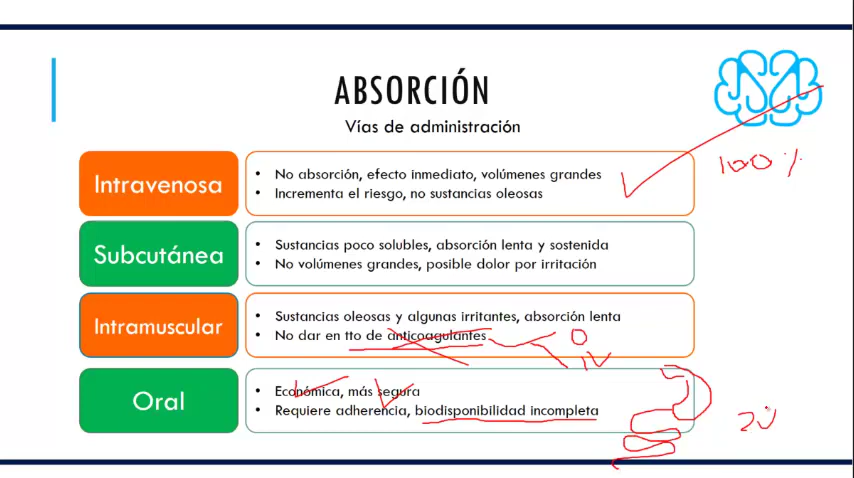 ABSORCIÓN
Vías de administración
100 %
Intravenosa
• No absorción, efecto inmediato, volúmenes grandes
• Incrementa el riesgo, no sustancias oleosas
Subcutánea
• Sustancias poco solubles, absorción lenta y sostenida
• No volúmenes grandes, posible dolor por irritación
Intramuscular
• Sustancias oleosas y algunas irritantes, absorción lenta
• No dar en tto de anticoagulantes
O
IV
Oral
• Económica, más segura
• Requiere adherencia, biodisponibilidad incompleta